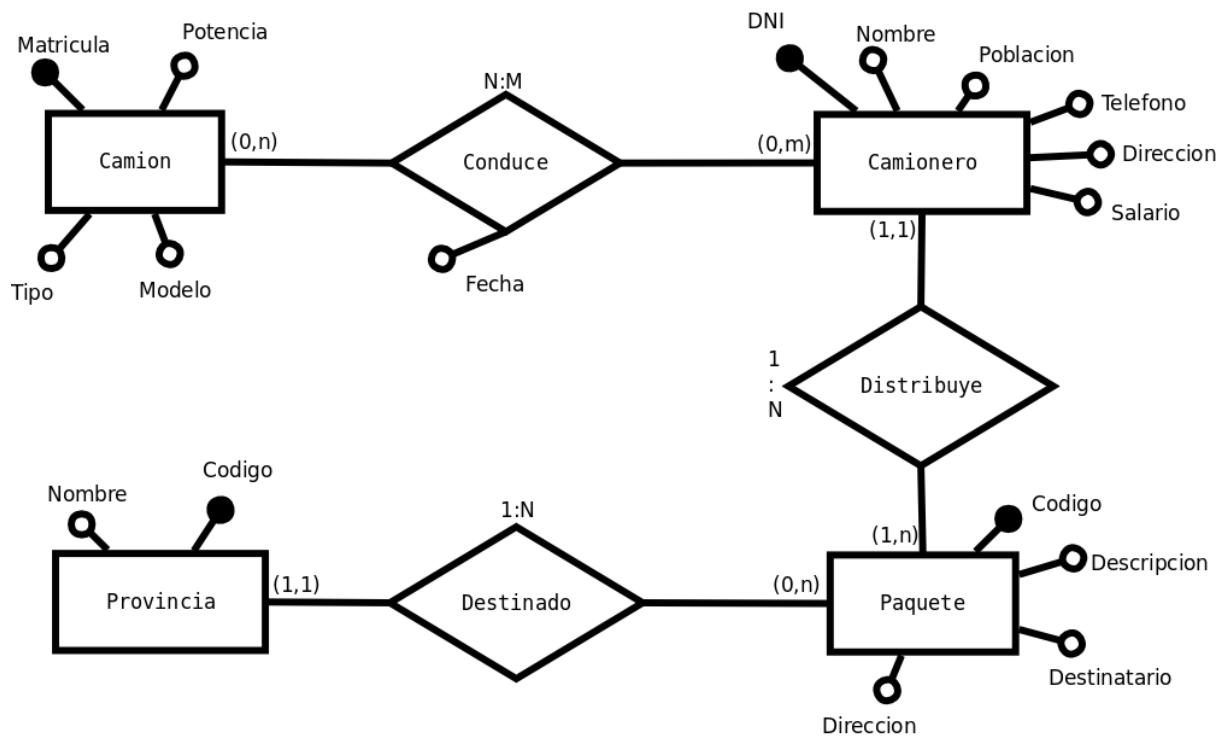 DNI
Potencia
Nombre
Matricula
Poblacion
N:M
Telefono
(0,n)
(0,m)
Camion
Conduce
Camionero
Direccion
Salario
(1,1)
Tipo
Modelo
Fecha
1
:
N
Distribuye
Codigo
Nombre
1:N
Codigo
(1,n)
Descripcion
(1,1)
(0,n)
Provincia
Destinado
Paquete
Destinatario
Direccion